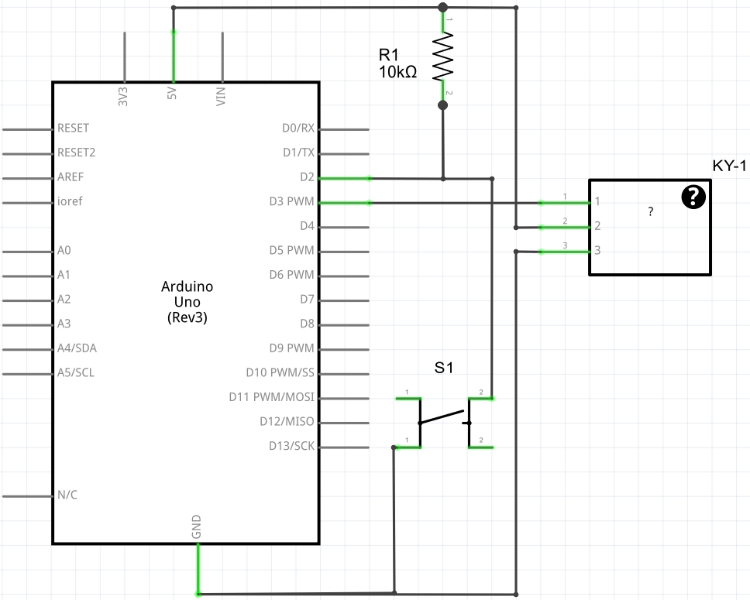 1
R1
10kΩ
2
3V3
5V
VIN
RESET
RESET2
AREF
ioref
A0
A1
A2
A3
A4/SDA
A5/SCL
N/C
D0/RX
D1/TX
D2
D3 PWM
D4
D5 PWM
D6 PWM
D7
D8
D9 PWM
D10 PWM/SS
D11 PWM/MOSI
D12/MISO
D13/SCK
Arduino
Uno
(Rev3)
GND
KY-1
?
?
1 1
2 2
3 3
S1
1 2
1 2